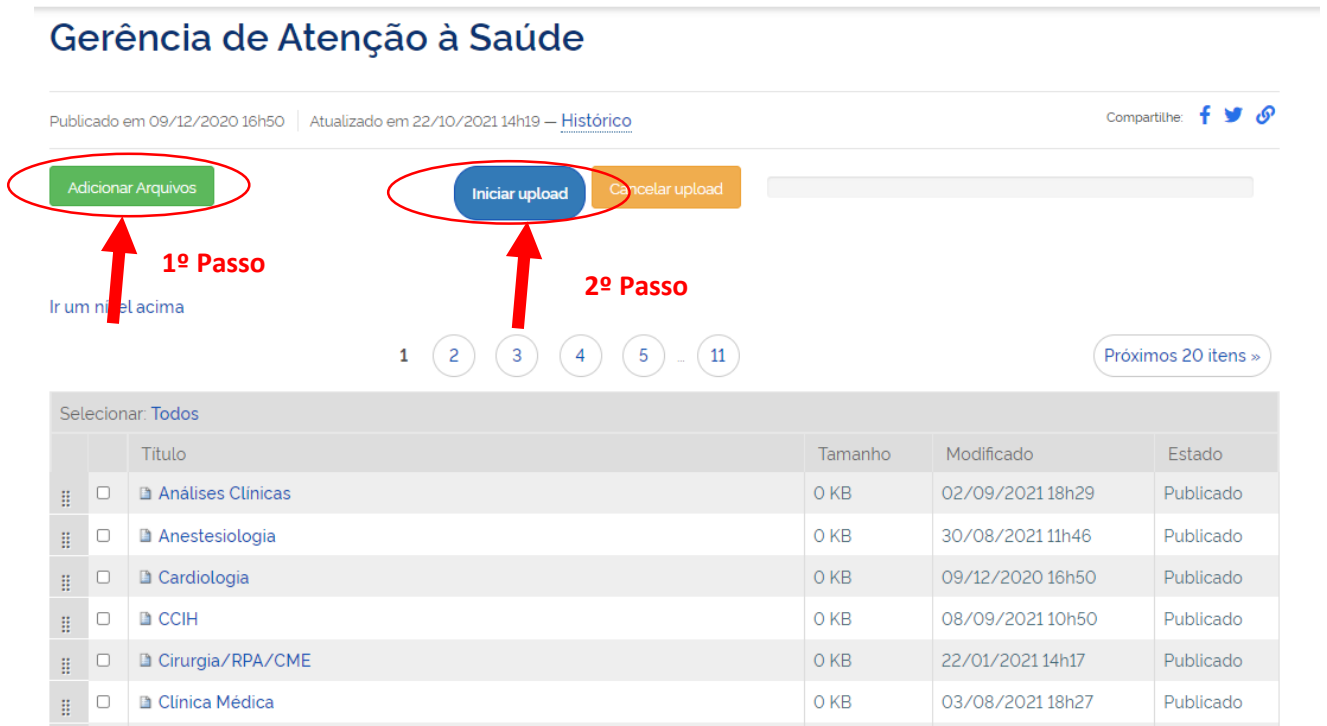 Gerência de Atenção à Saúde
Publicado em 09/12/2020 16h50 Atualizado em 22/10/2021 14h19 — Histórico
Compartilhe:
Adicionar Arquivos
Iniciar upload
Cancelar upload
1º Passo
2º Passo
Ir um nível acima
1 2 3 4 5 ... 11 Próximos 20 itens »
Selecionar: Todos
Título Tamanho Modificado Estado
Análises Clínicas 0 KB 02/09/2021 18h29 Publicado
Anestesiologia 0 KB 30/08/2021 11h46 Publicado
Cardiologia 0 KB 09/12/2020 16h50 Publicado
CCIH 0 KB 08/09/2021 10h50 Publicado
Cirurgia/RPA/CME 0 KB 22/01/2021 14h17 Publicado
Clínica Médica 0 KB 03/08/2021 18h27 Publicado